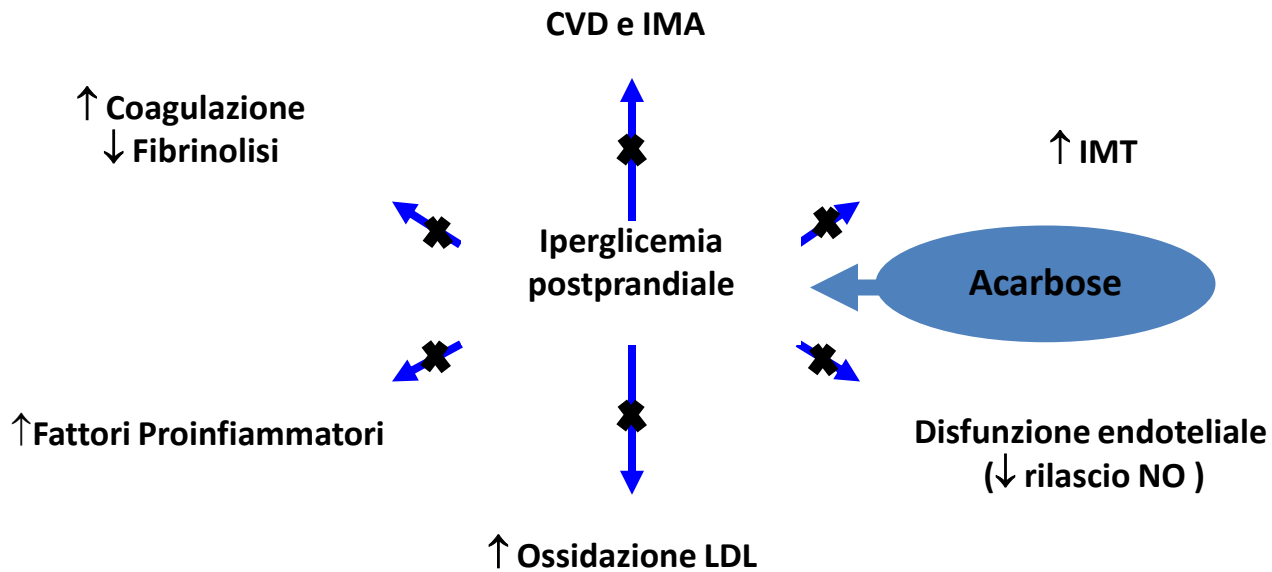 CVD e IMA
↑ Coagulazione
↓ Fibrinolisi
↑ IMT
Iperglicemia
postprandiale
Acarbose
↑Fattori Proinfiammatori
Disfunzione endoteliale
(↓ rilascio NO )
↑ Ossidazione LDL